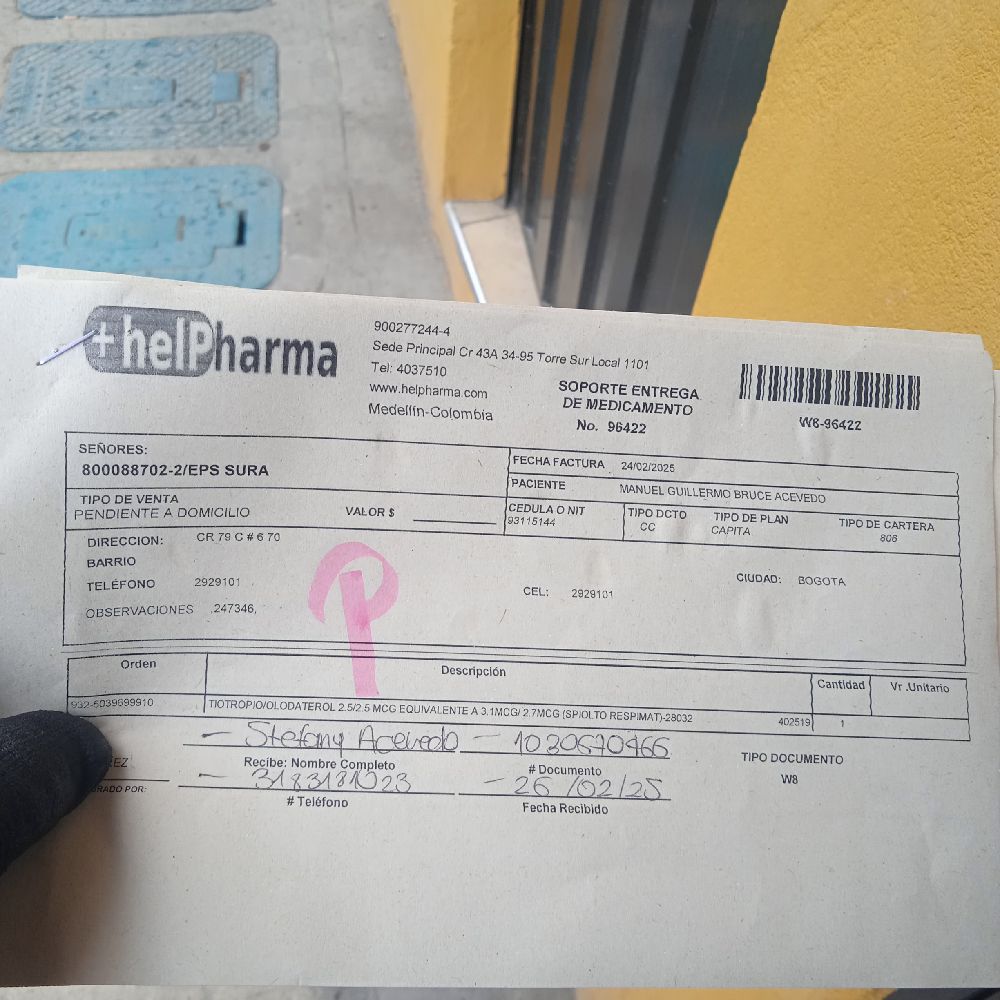 +helPharma
900277244-4
Sede Principal Cr 43A 34-95 Torre Sur Local 1101
Tel: 4037510
www.helpharma.com
Medellín-Colombia
SOPORTE ENTREGA
DE MEDICAMENTO
No. 96422
W8-96422
SEÑORES:
800088702-2/EPS SURA
FECHA FACTURA 24/02/2025
PACIENTE MANUEL GUILLERMO BRUCE ACEVEDO
TIPO DE VENTA
PENDIENTE A DOMICILIO VALOR $
CEDULA O NIT
93115144
TIPO DCTO
CC
TIPO DE PLAN
CAPITA
TIPO DE CARTERA
806
DIRECCION: CR 79 C # 6 70
BARRIO
TELÉFONO 2929101
CEL: 2929101
CIUDAD: BOGOTA
OBSERVACIONES 247346,
P
Orden Descripción Cantidad Vr .Unitario
932-5039699910 TIOTROPIO/OLODATEROL 2.5/2.5 MCG EQUIVALENTE A 3.1MCG/ 2.7MCG (SPIOLTO RESPIMAT)-28032 402519 1
- Stefany Acevedo - 1030670466
Recibe: Nombre Completo # Documento
TIPO DOCUMENTO
W8
- 3183181023 - 26/02/25
# Teléfono Fecha Recibido
POR: